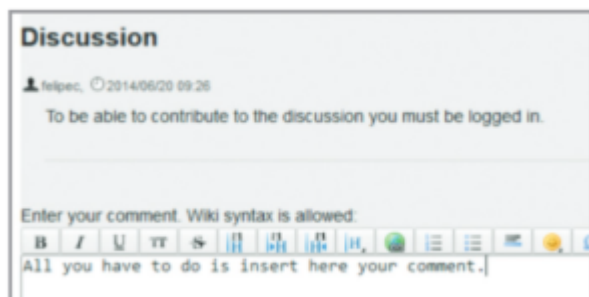 Discussion
felipec, 2014/06/20 09:26
To be able to contribute to the discussion you must be logged in.
Enter your comment. Wiki syntax is allowed:
B I U TT S
All you have to do is insert here your comment.